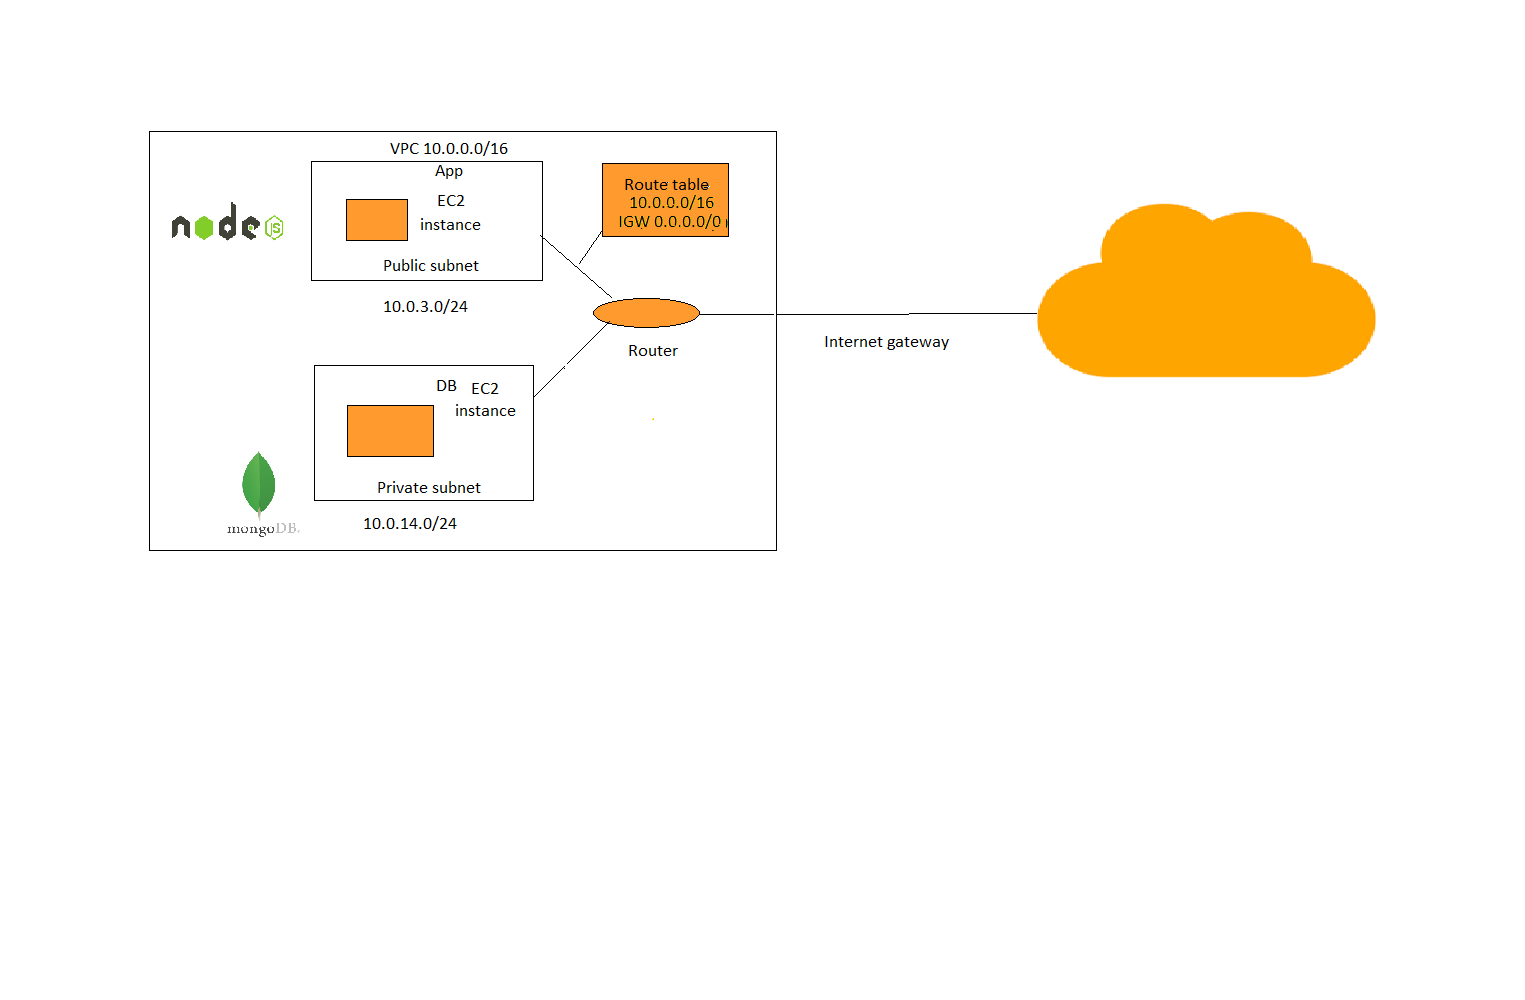 VPC 10.0.0.0/16
App
EC2
instance
Public subnet
10.0.3.0/24
Route table
10.0.0.0/16
IGW 0.0.0.0/0
node JS
Router
Internet gateway
DB EC2
instance
Private subnet
10.0.14.0/24
mongoDB.